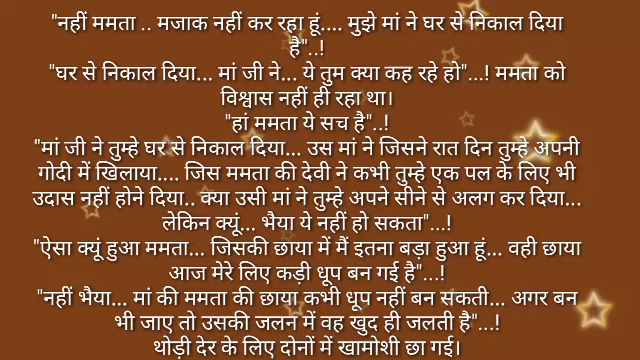 "नहीं ममता .. मजाक नहीं कर रहा हूं.... मुझे मां ने घर से निकाल दिया
है"..!
"घर से निकाल दिया... मां जी ने... ये तुम क्या कह रहे हो"...! ममता को
विश्वास नहीं ही रहा था।
"हां ममता ये सच है"..!
"मां जी ने तुम्हे घर से निकाल दिया... उस मां ने जिसने रात दिन तुम्हे अपनी
गोदी में खिलाया.... जिस ममता की देवी ने कभी तुम्हे एक पल के लिए भी
उदास नहीं होने दिया.. क्या उसी मां ने तुम्हे अपने सीने से अलग कर दिया...
लेकिन क्यूं... भैया ये नहीं हो सकता"...!
"ऐसा क्यूं हुआ ममता... जिसकी छाया में मैं इतना बड़ा हुआ हूं... वही छाया
आज मेरे लिए कड़ी धूप बन गई है"...!
"नहीं भैया... मां की ममता की छाया कभी धूप नहीं बन सकती... अगर बन
भी जाए तो उसकी जलन में वह खुद ही जलती है"...!
थोड़ी देर के लिए दोनों में खामोशी छा गई।